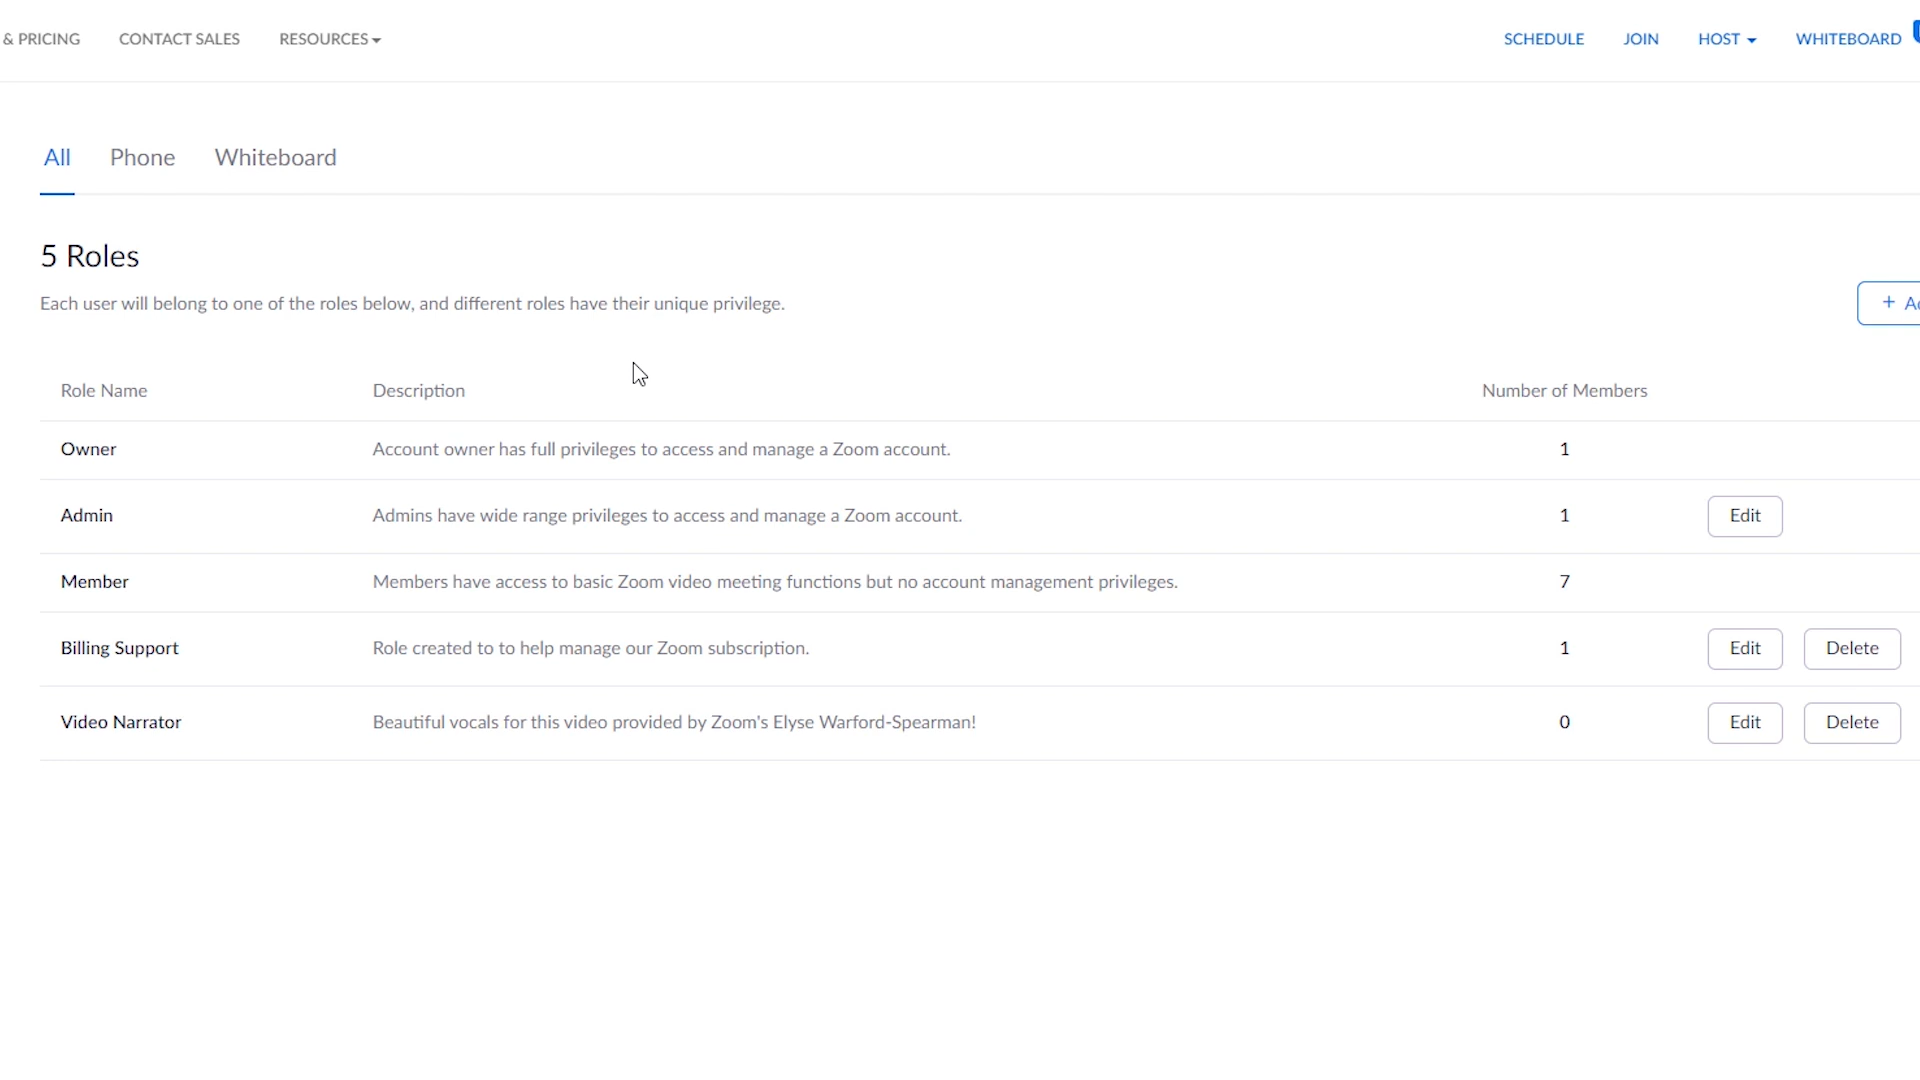 & PRICING CONTACT SALES RESOURCES SCHEDULE JOIN HOST WHITEBOARD
All Phone Whiteboard
5 Roles
Each user will belong to one of the roles below, and different roles have their unique privilege.
+
Role Name Description Number of Members
Owner Account owner has full privileges to access and manage a Zoom account. 1
Admin Admins have wide range privileges to access and manage a Zoom account. 1 Edit
Member Members have access to basic Zoom video meeting functions but no account management privileges. 7
Billing Support Role created to to help manage our Zoom subscription. 1 Edit Delete
Video Narrator Beautiful vocals for this video provided by Zoom's Elyse Warford-Spearman! 0 Edit Delete